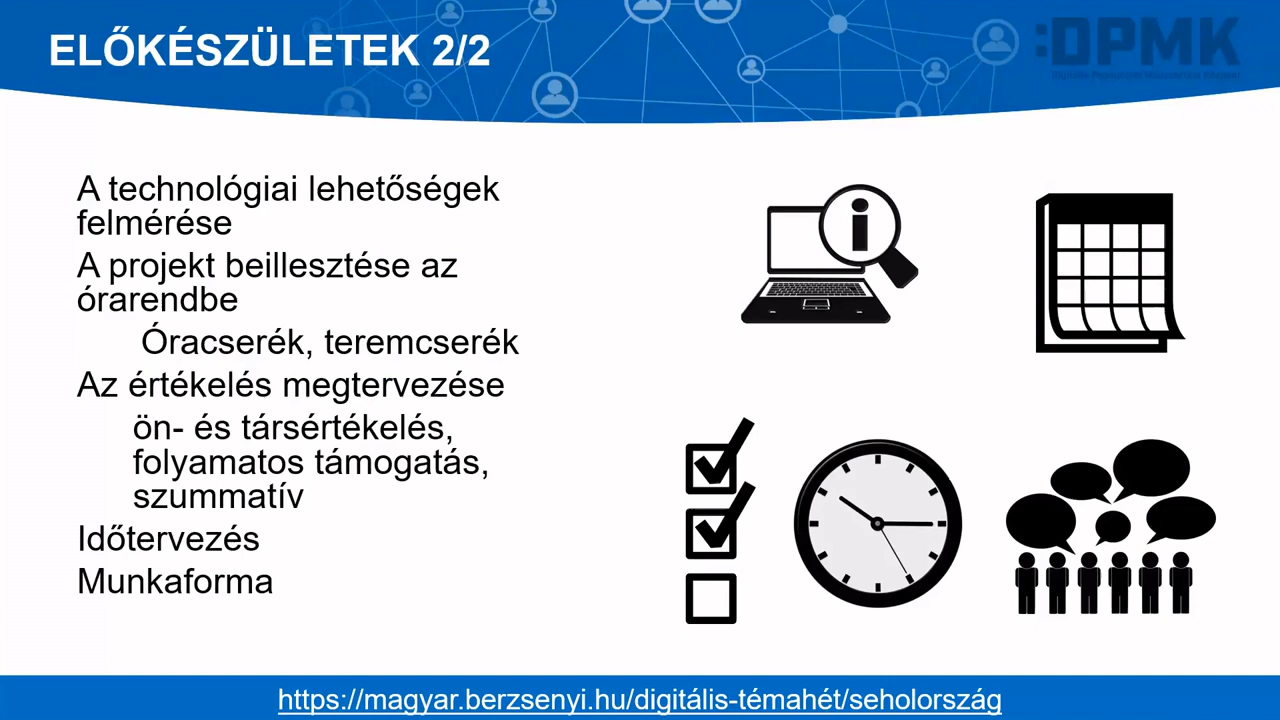 ELŐKÉSZÜLETEK 2/2
:DPMK
A technológiai lehetőségek
felmérése
A projekt beillesztése az
órarendbe
Óracserék, teremcserék
Az értékelés megtervezése
ön- és társértékelés,
folyamatos támogatás,
szummatív
Időtervezés
Munkaforma
https://magyar.berzsenyi.hu/digitális-témahét/seholország